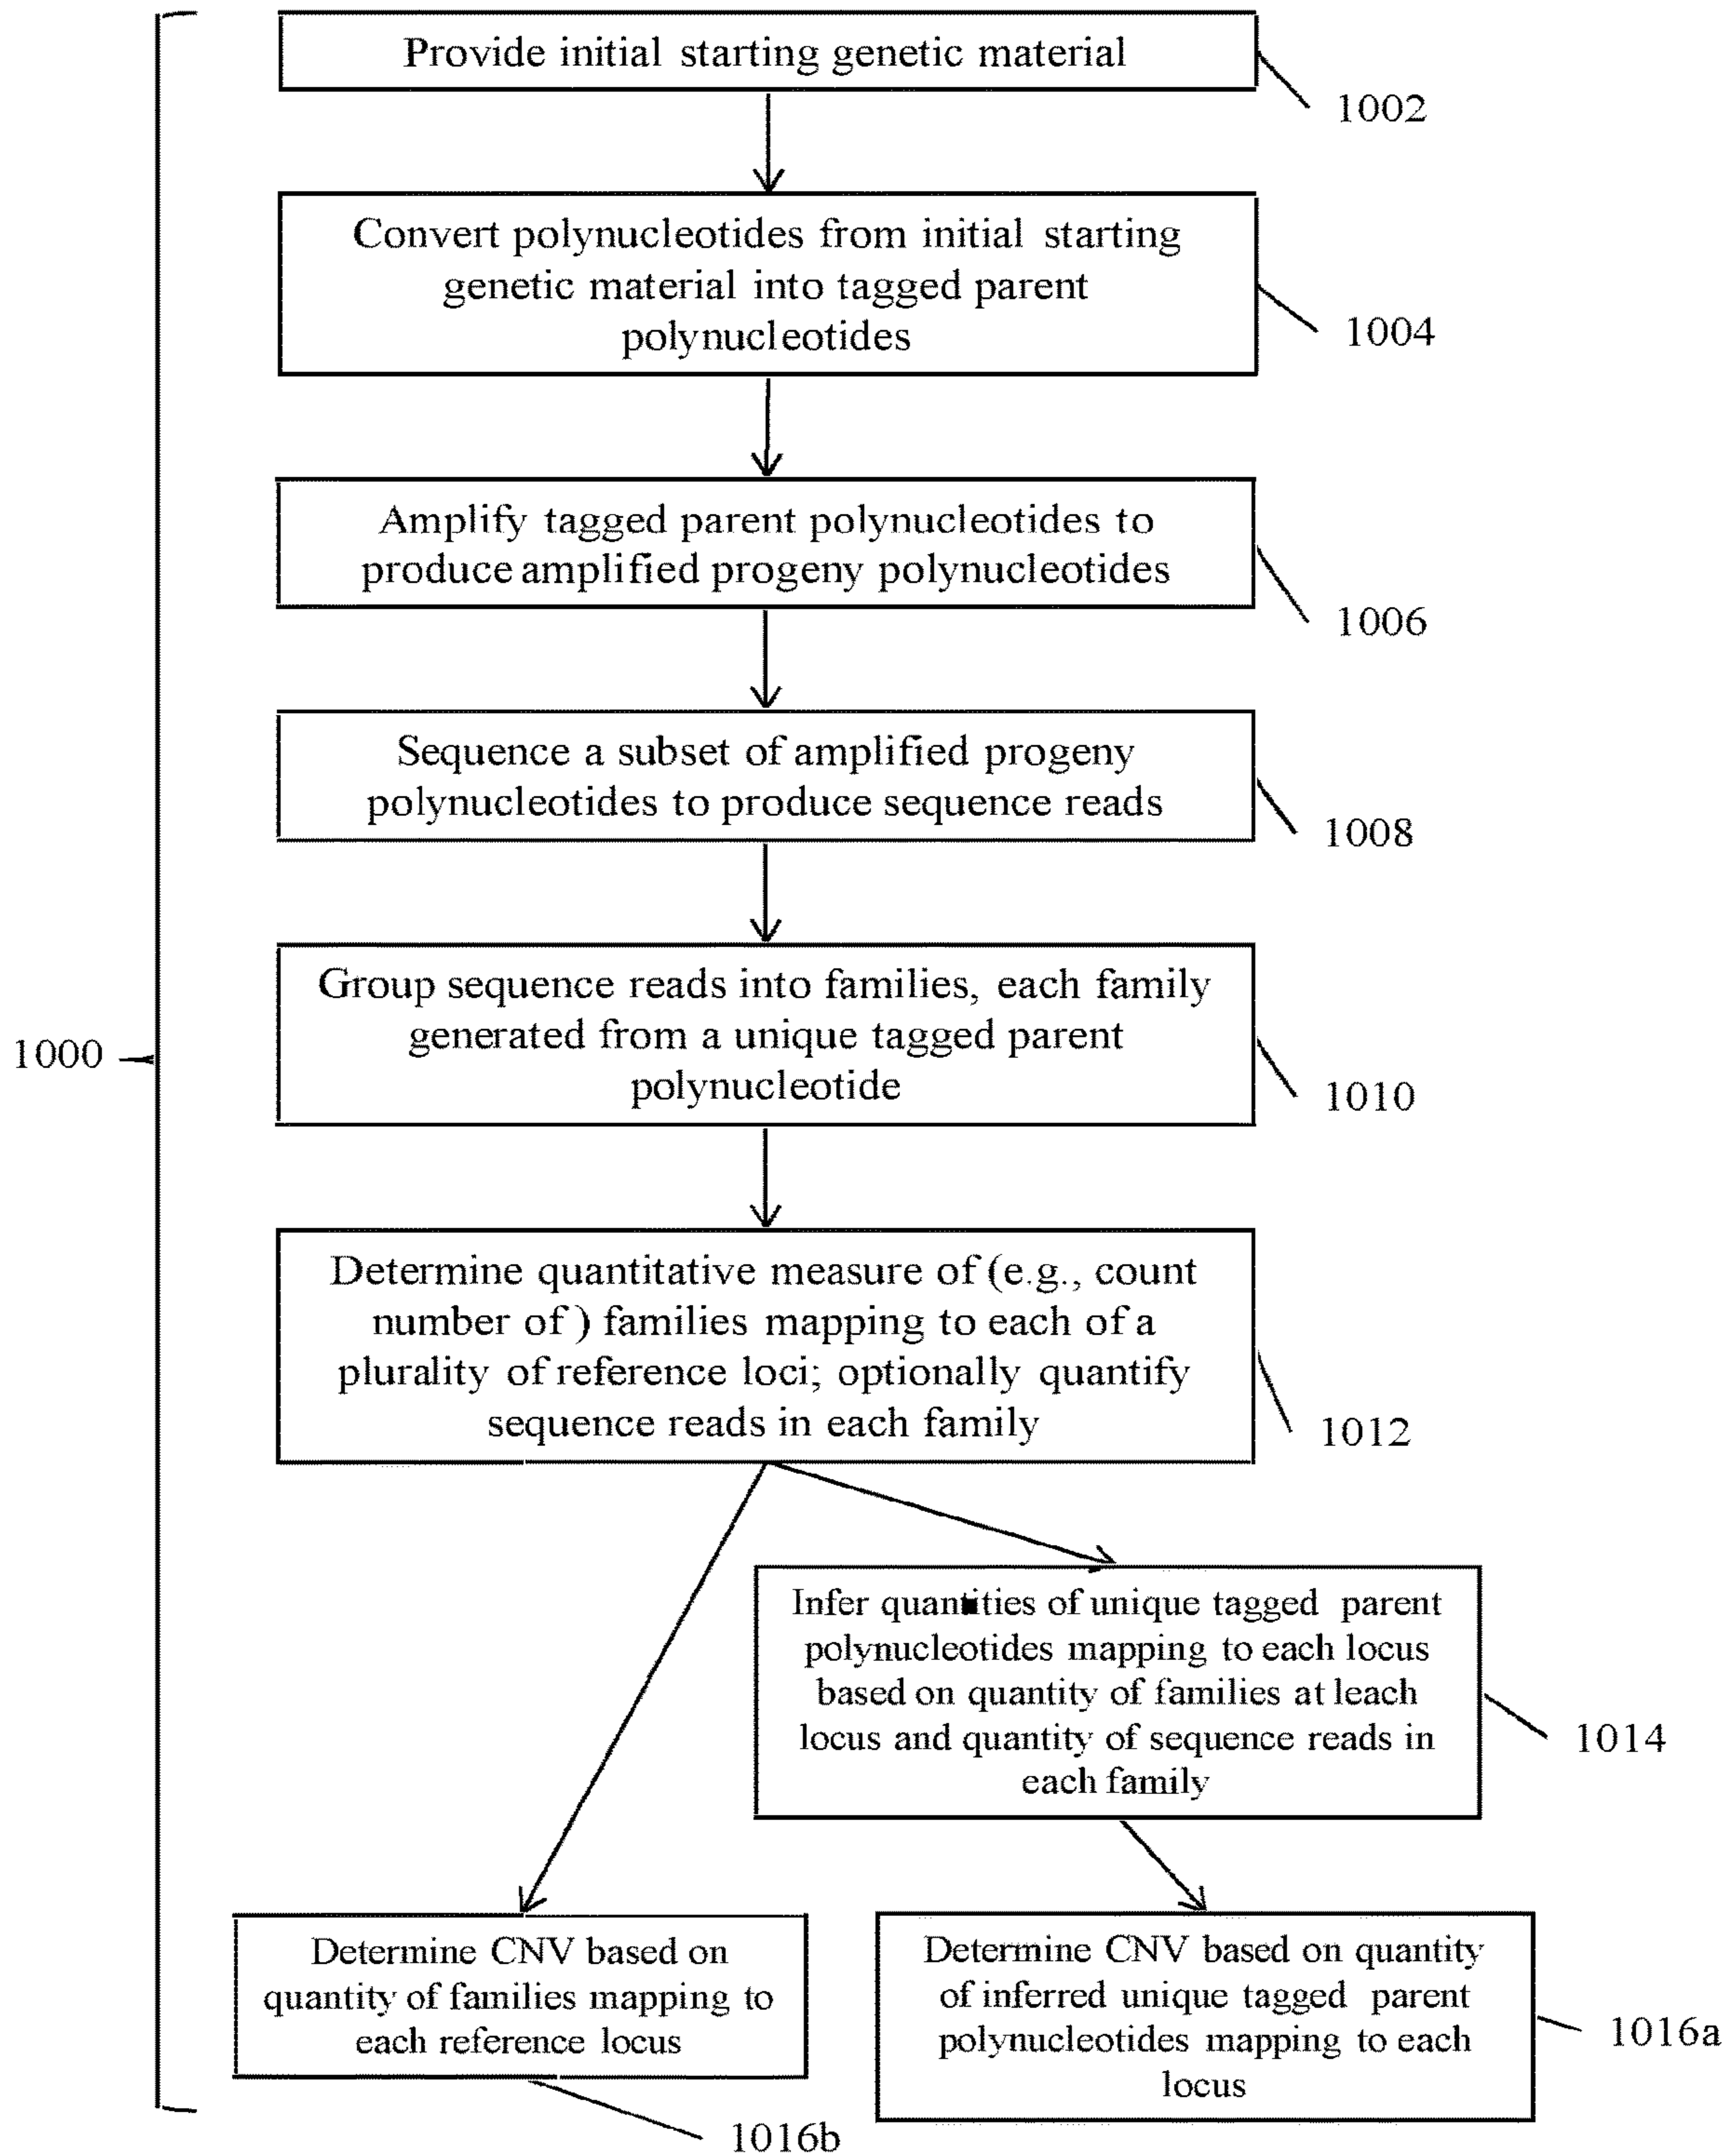 Provide initial starting genetic material
1002
Convert polynucleotides from initial starting
genetic material into tagged parent
polynucleotides
1004
Amplify tagged parent polynucleotides to
produce amplified progeny polynucleotides
1006
Sequence a subset of amplified progeny
polynucleotides to produce sequence reads
1008
Group sequence reads into families, each family
generated from a unique tagged parent
polynucleotide
1000
1010
Determine quantitative measure of (e.g., count
number of ) families mapping to each of a
plurality of reference loci; optionally quantify
sequence reads in each family
1012
Infer quantities of unique tagged parent
polynucleotides mapping to each locus
based on quantity of families at leach
locus and quantity of sequence reads in
each family
1014
Determine CNV based on
quantity of families mapping to
each reference locus
1016b
Determine CNV based on quantity
of inferred unique tagged parent
polynucleotides mapping to each
locus
1016a